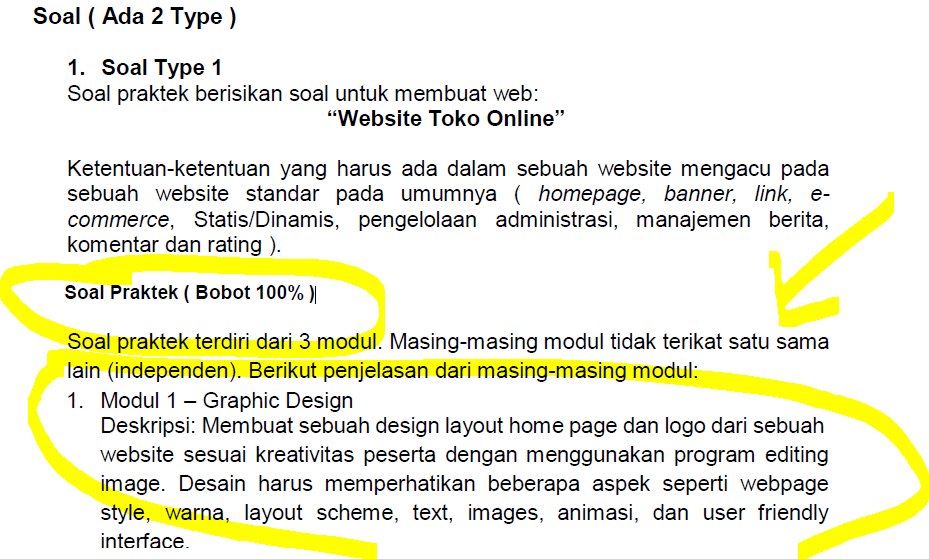 Soal ( Ada 2 Type )
1. Soal Type 1
Soal praktek berisikan soal untuk membuat web:
“Website Toko Online”
Ketentuan-ketentuan yang harus ada dalam sebuah website mengacu pada
sebuah website standar pada umumnya ( homepage, banner, link, e-
commerce, Statis/Dinamis, pengelolaan administrasi, manajemen berita,
komentar dan rating ).
Soal Praktek ( Bobot 100% )
Soal praktek terdiri dari 3 modul. Masing-masing modul tidak terikat satu sama
lain (independen). Berikut penjelasan dari masing-masing modul:
1. Modul 1 – Graphic Design
Deskripsi: Membuat sebuah design layout home page dan logo dari sebuah
website sesuai kreativitas peserta dengan menggunakan program editing
image. Desain harus memperhatikan beberapa aspek seperti webpage
style, warna, layout scheme, text, images, animasi, dan user friendly
interface.